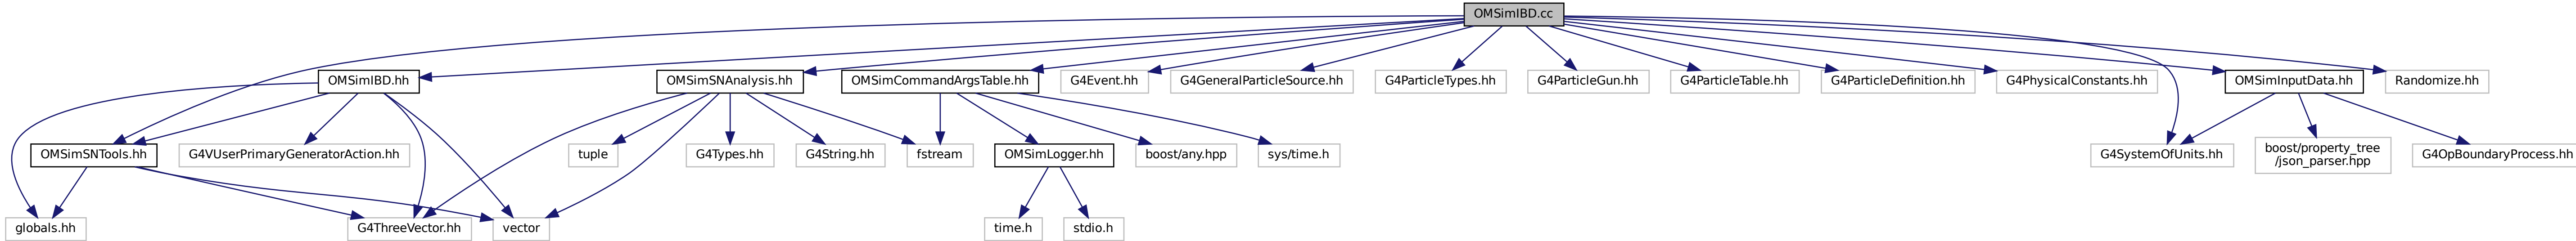 OMSimIBD.cc
OMSimIBD.hh
OMSimSNAnalysis.hh
OMSimCommandArgsTable.hh
G4Event.hh
G4GeneralParticleSource.hh
G4ParticleTypes.hh
G4ParticleGun.hh
G4ParticleTable.hh
G4ParticleDefinition.hh
G4PhysicalConstants.hh
OMSimInputData.hh
Randomize.hh
OMSimSNTools.hh
G4VUserPrimaryGeneratorAction.hh
tuple
G4Types.hh
G4String.hh
fstream
OMSimLogger.hh
boost/any.hpp
sys/time.h
G4SystemOfUnits.hh
boost/property_tree
/json_parser.hpp
G4OpBoundaryProcess.hh
globals.hh
G4ThreeVector.hh
vector
time.h
stdio.h